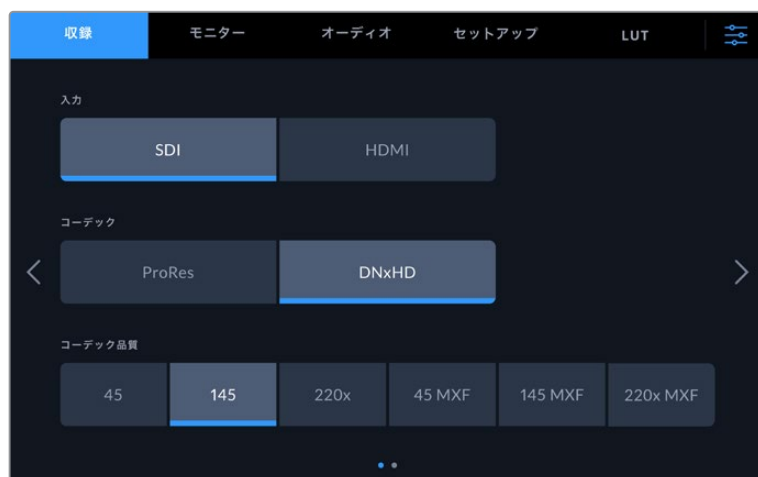 収録 モニター オーディオ セットアップ LUT
入力
SDI HDMI
コーデック
ProRes DNxHD
コーデック品質
45 145 220x 45 MXF 145 MXF 220x MXF